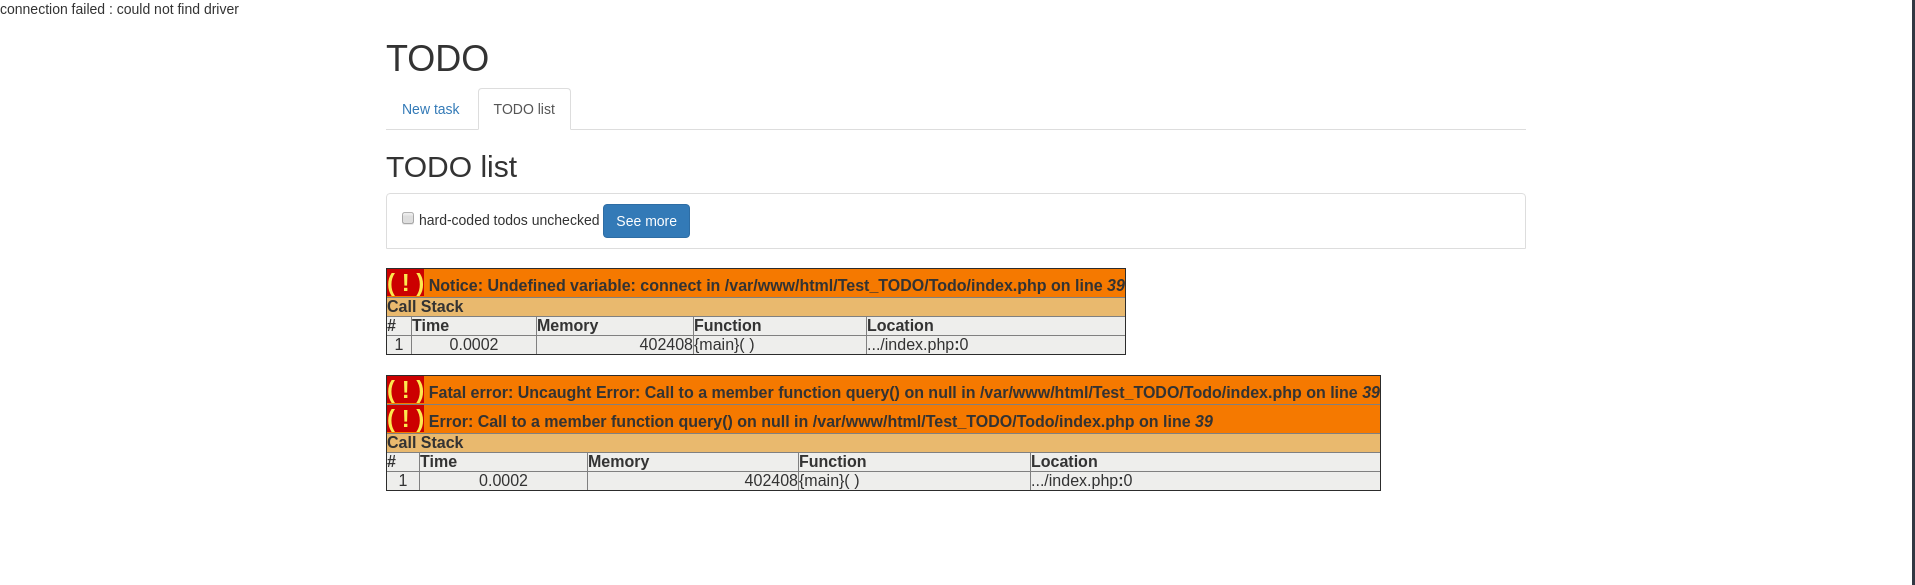 connection failed : could not find driver
TODO
New task TODO list
TODO list
hard-coded todos unchecked See more
( ! ) Notice: Undefined variable: connect in /var/www/html/Test_TODO/Todo/index.php on line 39
Call Stack
# Time Memory Function Location
1 0.0002 402408 {main}( ) .../index.php:0
( ! ) Fatal error: Uncaught Error: Call to a member function query() on null in /var/www/html/Test_TODO/Todo/index.php on line 39
( ! ) Error: Call to a member function query() on null in /var/www/html/Test_TODO/Todo/index.php on line 39
Call Stack
# Time Memory Function Location
1 0.0002 402408 {main}( ) .../index.php:0